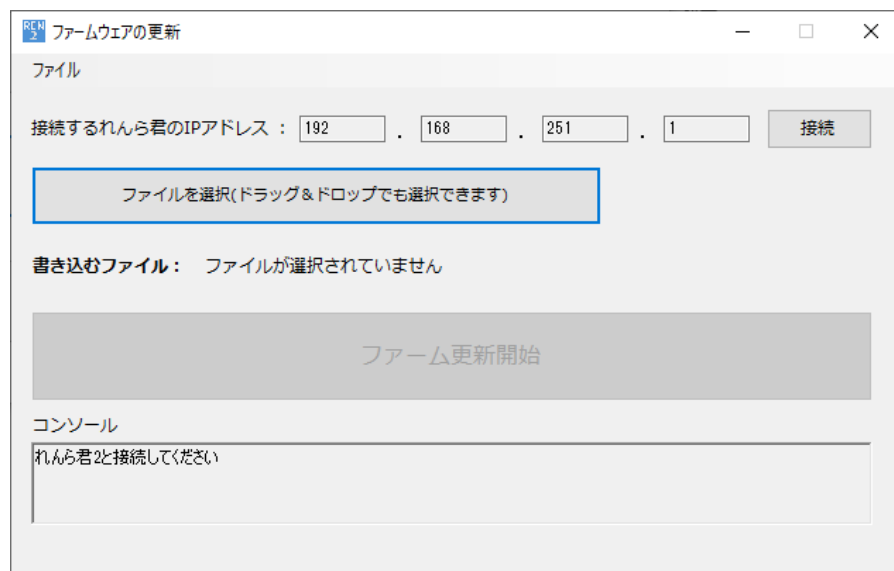 REN 2 ファームウェアの更新
ファイル
接続するれんら君のIPアドレス : 192 . 168 . 251 . 1 接続
ファイルを選択(ドラッグ&ドロップでも選択できます)
書き込むファイル: ファイルが選択されていません
ファーム更新開始
コンソール
れんら君2と接続してください